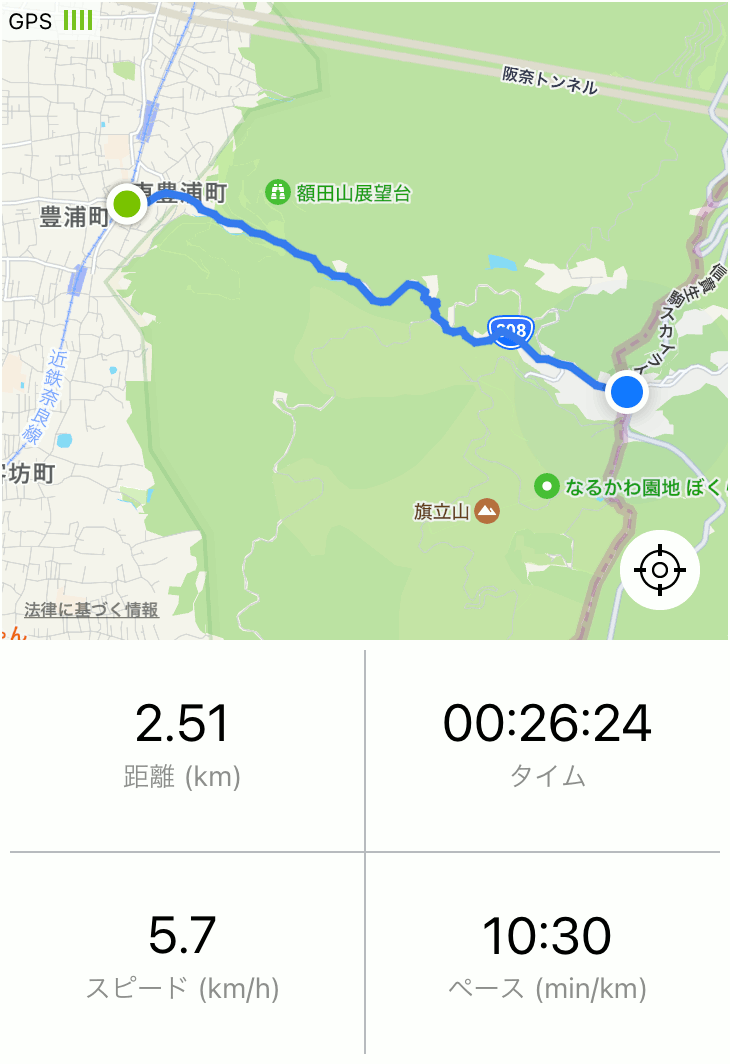 GPS
阪奈トンネル
東豊浦町
額田山展望台
豊浦町
信貴
生駒スカイライ
308
近鉄奈良線
坊町
なるかわ園地 ぼく
旗立山
法律に基づく情報
2.51
00:26:24
距離 (km)
タイム
5.7
10:30
スピード (km/h)
ペース (min/km)